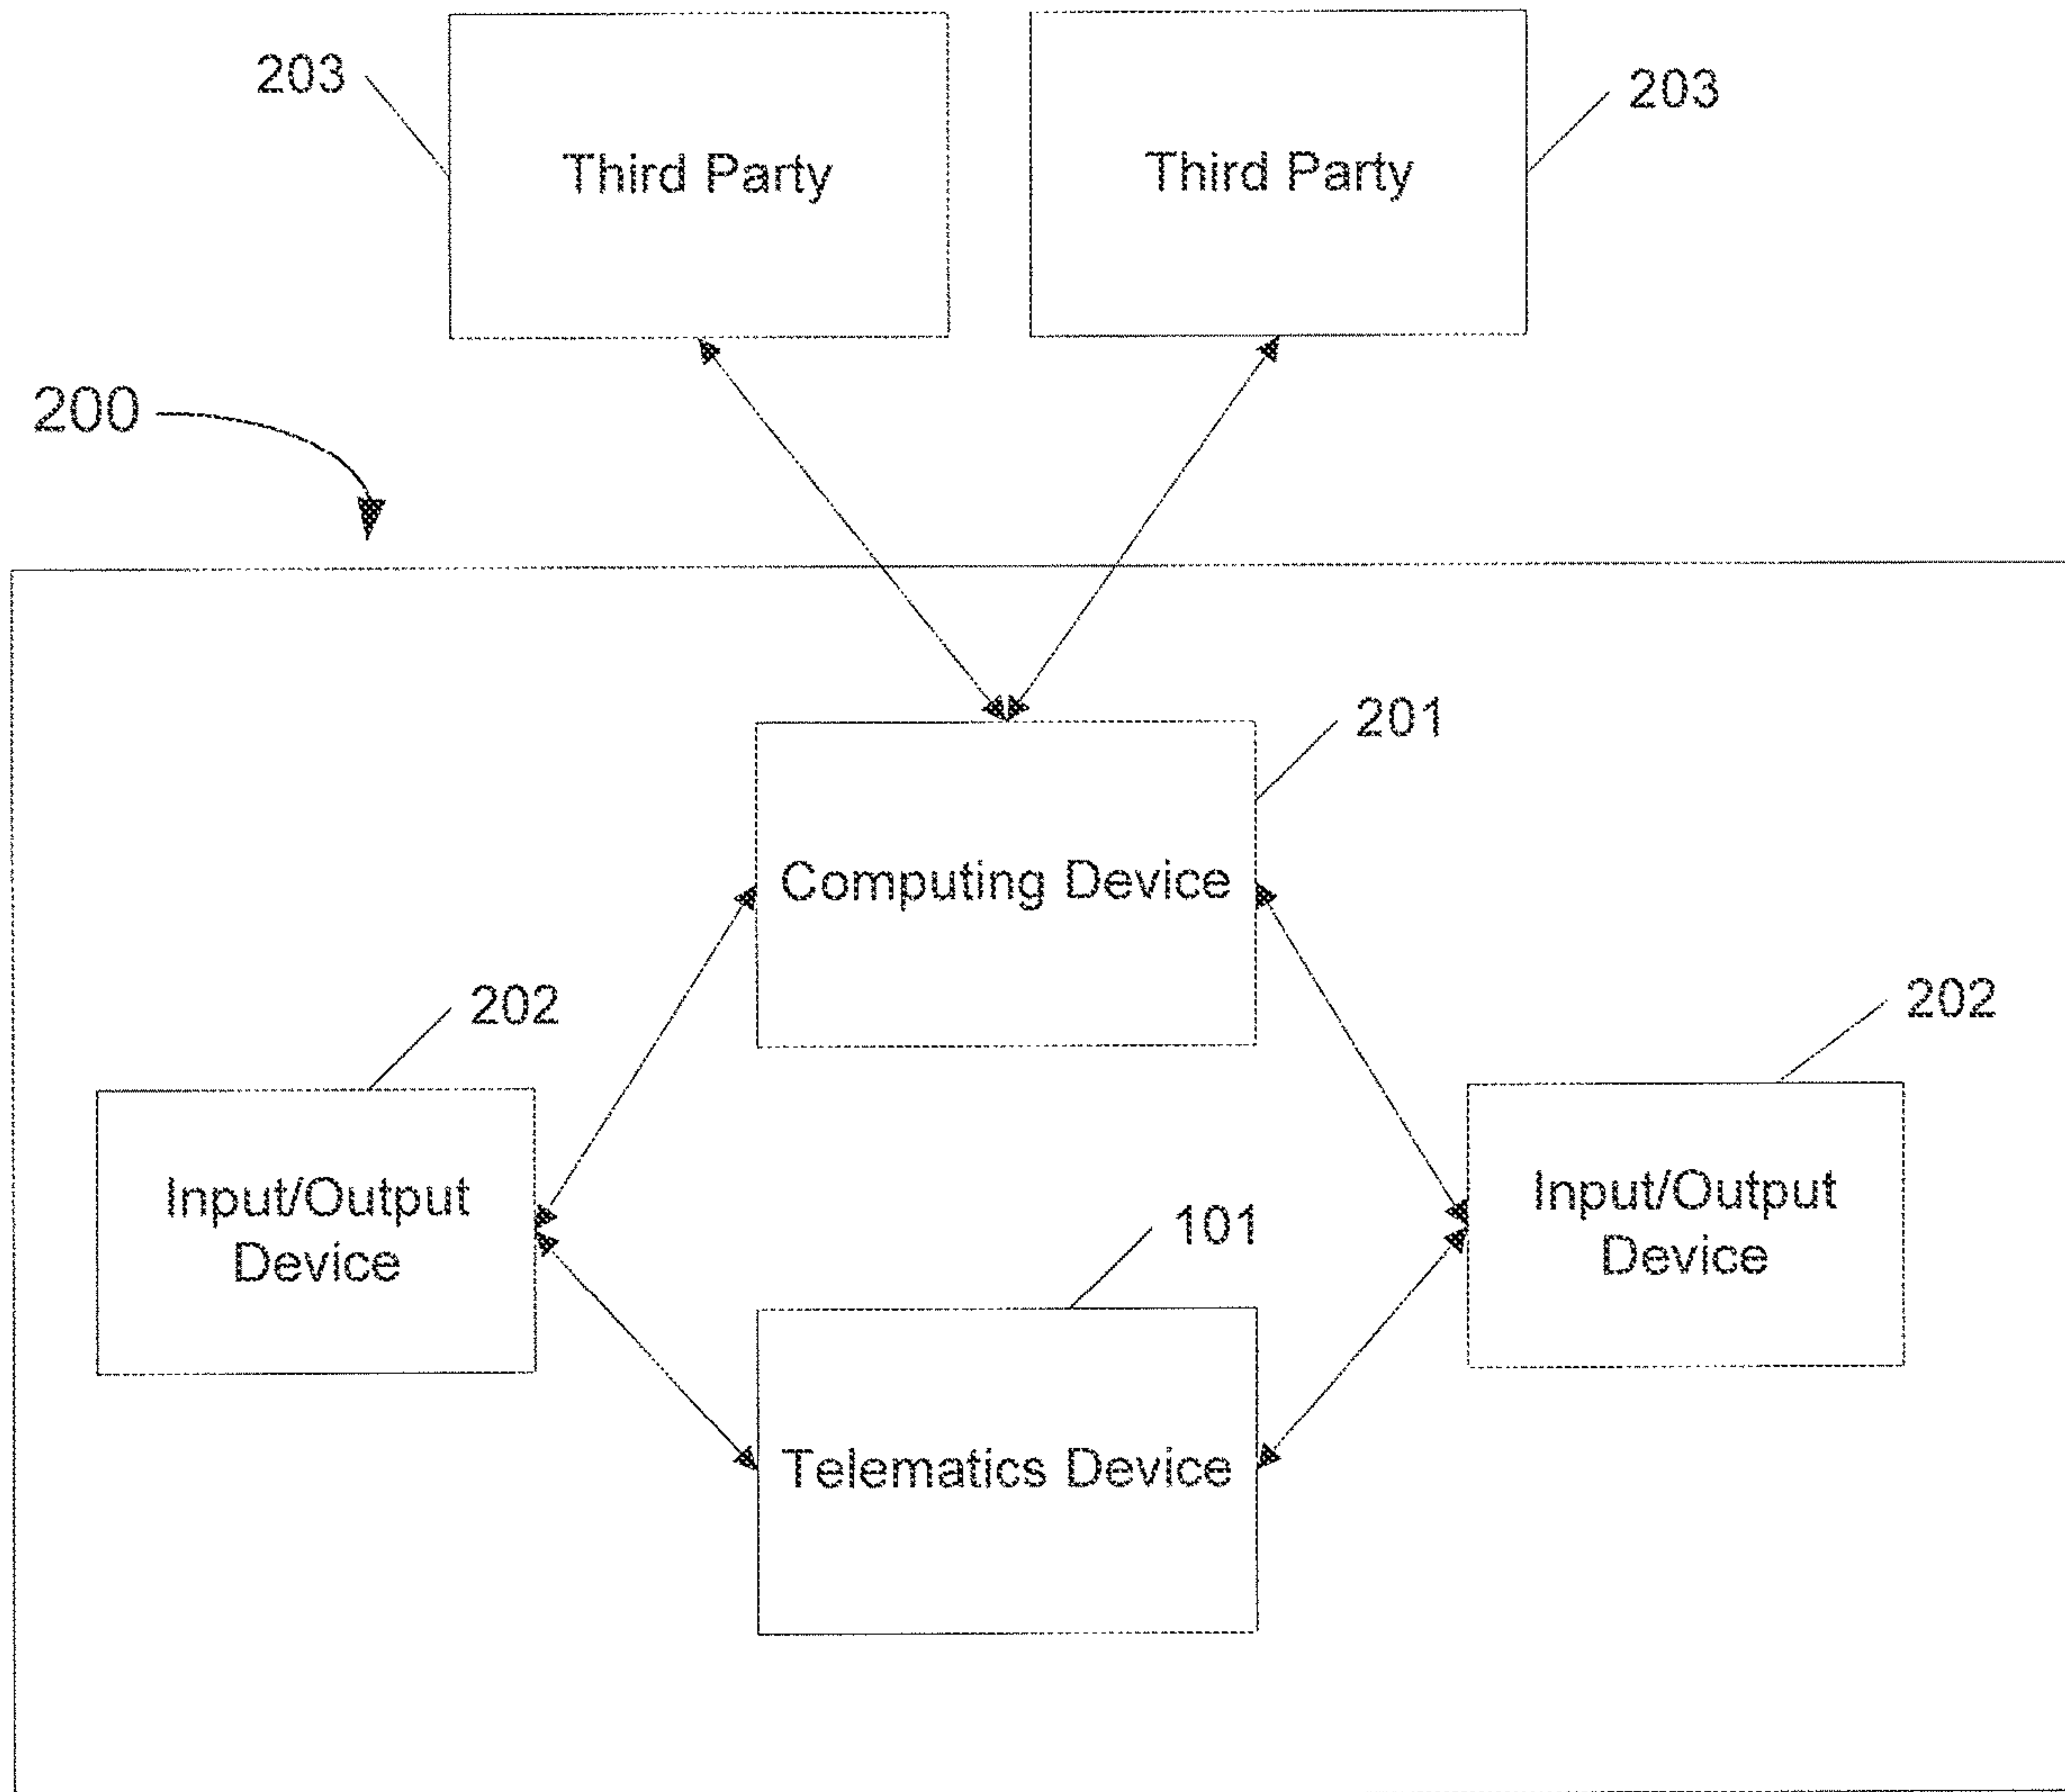 203
Third Party
Third Party
203
200
201
Computing Device
202
202
Input/Output
Device
Input/Output
Device
101
Telematics Device